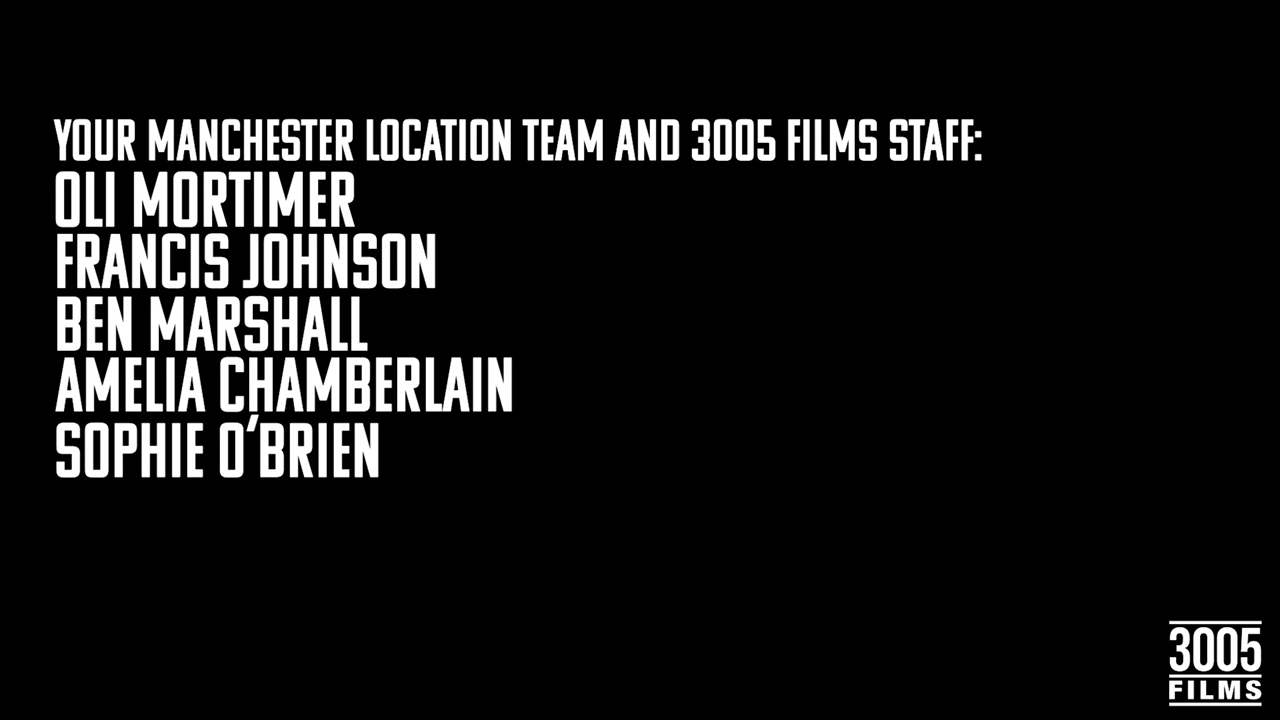 YOUR MANCHESTER LOCATION TEAM AND 3005 FILMS STAFF:
OLI MORTIMER
FRANCIS JOHNSON
BEN MARSHALL
AMELIA CHAMBERLAIN
SOPHIE O'BRIEN
3005
FILMS